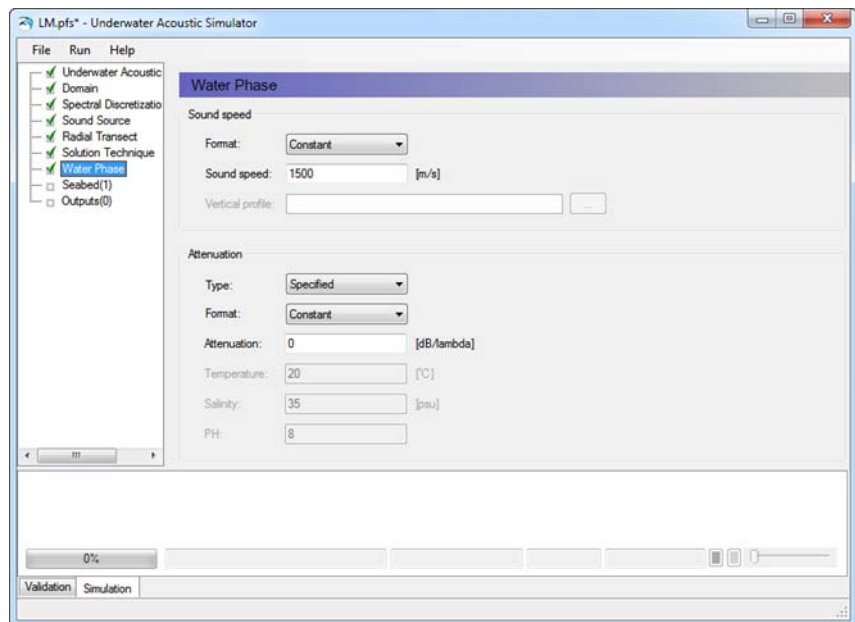 LM.pfs* - Underwater Acoustic Simulator
File Run Help
Underwater Acoustic
Domain
Spectral Discretizatio
Sound Source
Radial Transect
Solution Technique
Water Phase
Seabed(1)
Outputs(0)
Water Phase
Sound speed
Format: Constant
Sound speed: 1500 [m/s]
Vertical profile: ...
Attenuation
Type: Specified
Format: Constant
Attenuation: 0 [dB/lambda]
Temperature: 20 [°C]
Salinity: 35 [psu]
PH: 8
0%
Validation Simulation